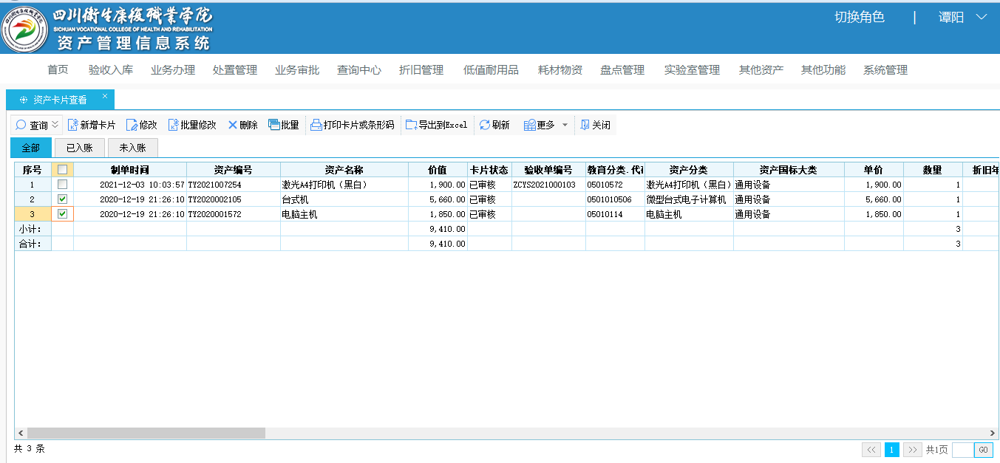 四川卫生康复职业学院
SICHUAN VOCATIONAL COLLEGE OF HEALTH AND REHABILITATION
资产管理信息系统
切换角色 | 谭阳
首页 验收入库 业务办理 处置管理 业务审批 查询中心 折旧管理 低值耐用品 耗材物资 盘点管理 实验室管理 其他资产 其他功能 系统管理
资产卡片查看 ×
查询 新增卡片 修改 批量修改 删除 批量 打印卡片或条形码 导出到Excel 刷新 更多 关闭
全部 已入账 未入账
序号 制单时间 资产编号 资产名称 价值 卡片状态 验收单编号 教育分类.代 资产分类 资产国标大类 单价 数量 折旧年
1 2021-12-03 10:03:57 TY2021007254 激光A4打印机（黑白） 1,900.00 已审核 ZCYS2021000103 05010572 激光A4打印机（黑白） 通用设备 1,900.00 1
2 2020-12-19 21:26:10 TY2020002105 台式机 5,660.00 已审核 0501010506 微型台式电子计算机 通用设备 5,660.00 1
3 2020-12-19 21:26:10 TY2020001572 电脑主机 1,850.00 已审核 05010114 电脑主机 通用设备 1,850.00 1
小计: 9,410.00 3
合计: 9,410.00 3
共 3 条 << 1 >> 共1页 GO